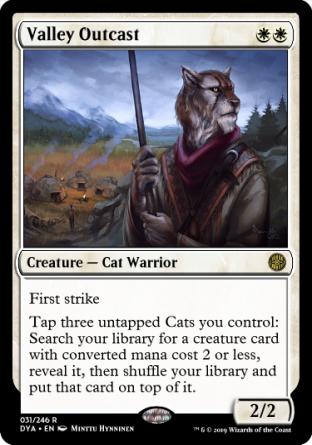 Valley Outcast
Creature — Cat Warrior
First strike
Tap three untapped Cats you control:
Search your library for a creature card
with converted mana cost 2 or less,
reveal it, then shuffle your library and
put that card on top of it.
2/2
031/246 R
DYA • EN Minttu Hynninen
™ & © 2019 Wizards of the Coast